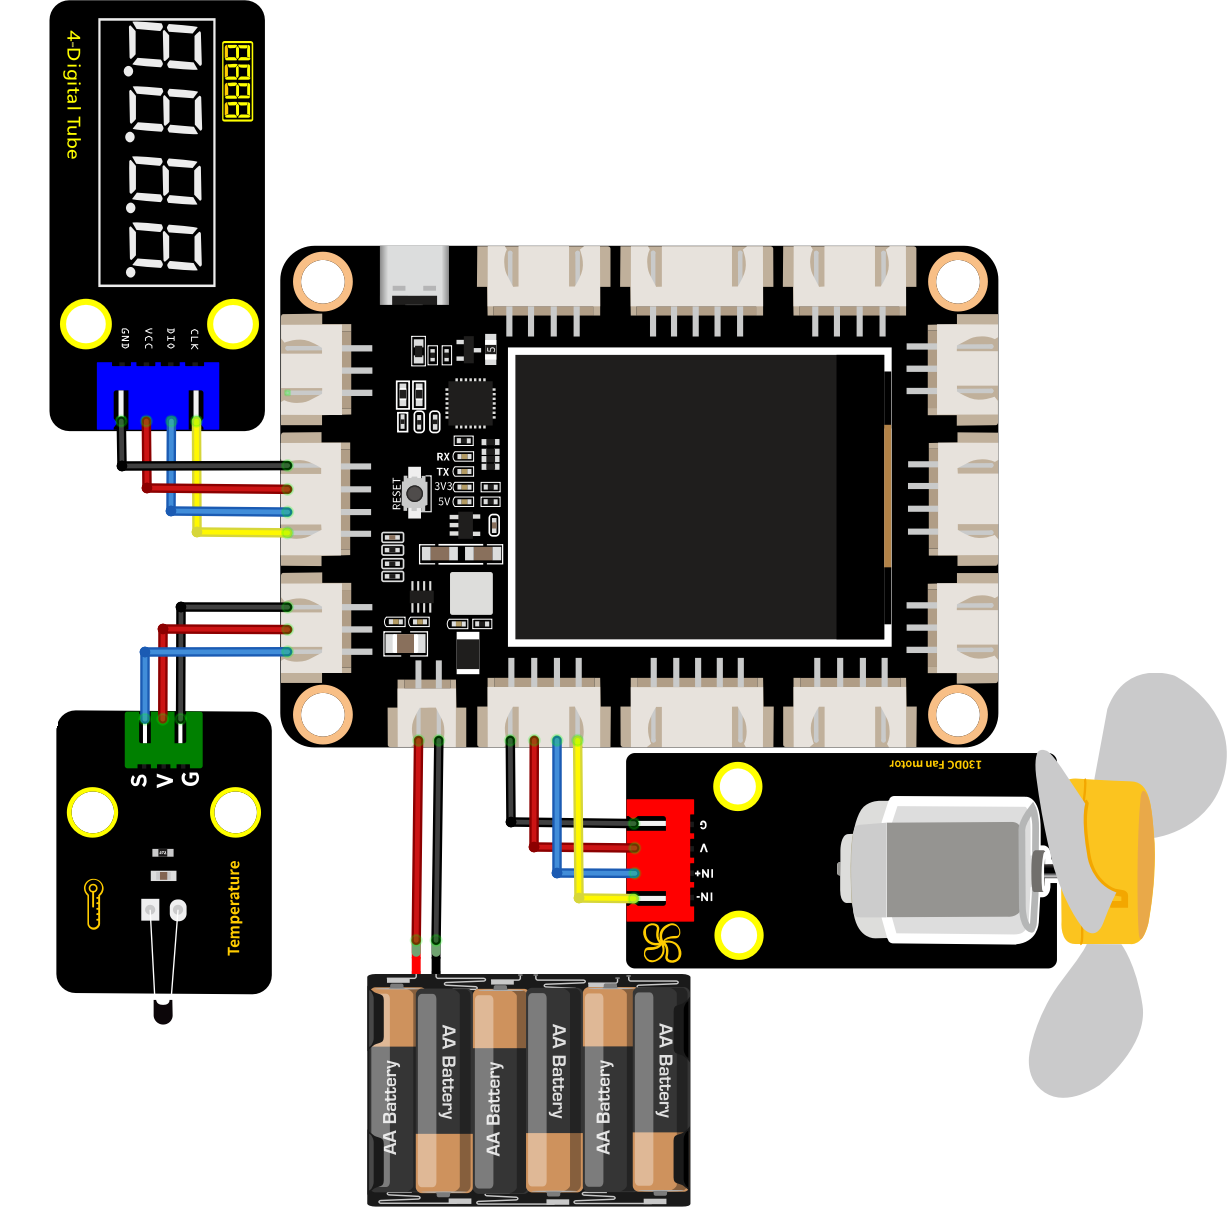 4-Digital Tube
GND
VCC
DIO
CLK
5
RX
TX
3V3
5V
RESET
S
V
G
Temperature
130DC Fan motor
G
V
IN+
IN-
AA Battery
AA Battery
AA Battery
AA Battery
AA Battery
AA Battery